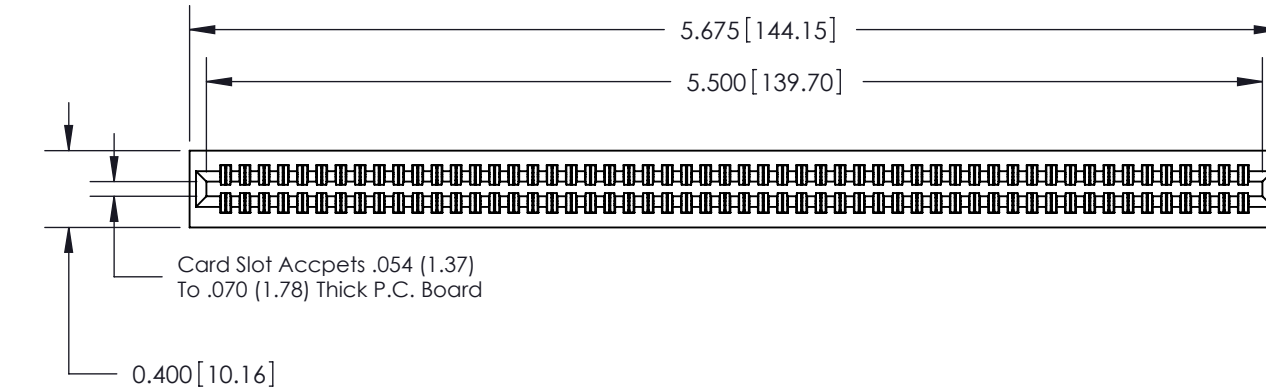 5.675[144.15]
5.500[139.70]
Card Slot Accpets .054 (1.37)
To .070 (1.78) Thick P.C. Board
0.400[10.16]